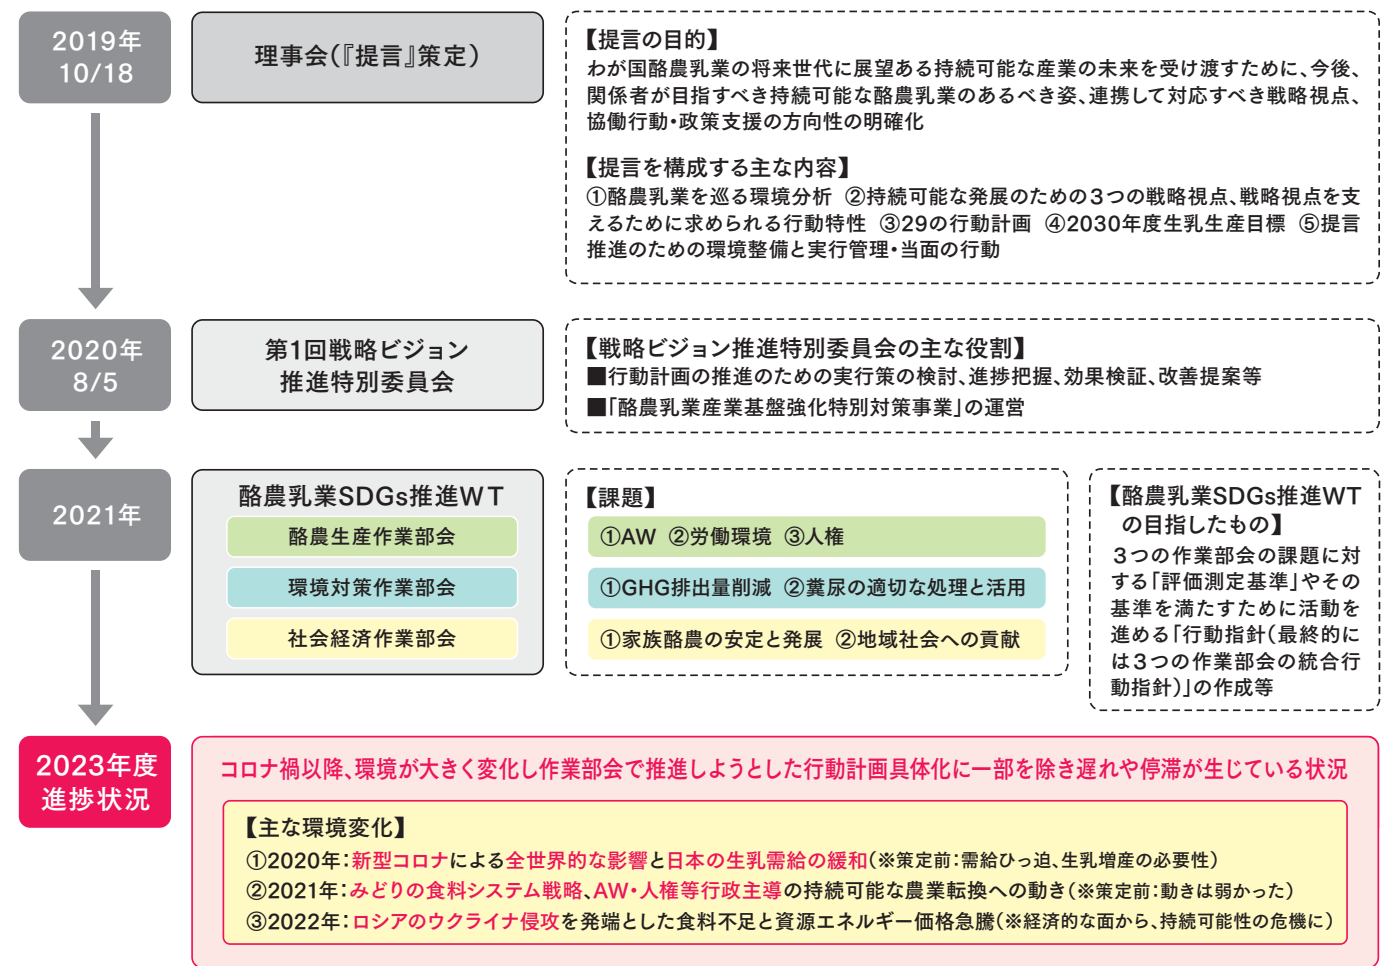 2019年
10/18
理事会(『提言』策定)
【提言の目的】
わが国酪農乳業の将来世代に展望ある持続可能な産業の未来を受け渡すために、今後、
関係者が目指すべき持続可能な酪農乳業のあるべき姿、連携して対応すべき戦略視点、
協働行動・政策支援の方向性の明確化
【提言を構成する主な内容】
①酪農乳業を巡る環境分析 ②持続可能な発展のための3つの戦略視点、戦略視点を支
えるために求められる行動特性 ③29の行動計画 ④2030年度生乳生産目標 ⑤提言
推進のための環境整備と実行管理・当面の行動
2020年
8/5
第1回戦略ビジョン
推進特別委員会
【戦略ビジョン推進特別委員会の主な役割】
■行動計画の推進のための実行策の検討、進捗把握、効果検証、改善提案等
■「酪農乳業産業基盤強化特別対策事業」の運営
2021年
酪農乳業SDGs推進WT
酪農生産作業部会
環境対策作業部会
社会経済作業部会
【課題】
①AW ②労働環境 ③人権
①GHG排出量削減 ②糞尿の適切な処理と活用
①家族酪農の安定と発展 ②地域社会への貢献
【酪農乳業SDGs推進WT
の目指したもの】
3つの作業部会の課題に対
する「評価測定基準」やその
基準を満たすために活動を
進める「行動指針(最終的に
は3つの作業部会の統合行
動指針)」の作成等
2023年度
進捗状況
コロナ禍以降、環境が大きく変化し作業部会で推進しようとした行動計画具体化に一部を除き遅れや停滞が生じている状況
【主な環境変化】
①2020年:新型コロナによる全世界的な影響と日本の生乳需給の緩和(※策定前:需給ひっ迫、生乳増産の必要性)
②2021年:みどりの食料システム戦略、AW・人権等行政主導の持続可能な農業転換への動き(※策定前:動きは弱かった)
③2022年:ロシアのウクライナ侵攻を発端とした食料不足と資源エネルギー価格急騰(※経済的な面から、持続可能性の危機に)